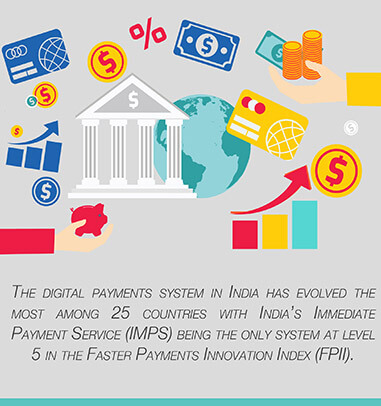 %
$
THE DIGITAL PAYMENTS SYSTEM IN INDIA HAS EVOLVED THE
MOST AMONG 25 COUNTRIES WITH INDIA'S IMMEDIATE
PAYMENT SERVICE (IMPS) BEING THE ONLY SYSTEM AT LEVEL
5 IN THE FASTER PAYMENTS INNOVATION INDEX (FPII).